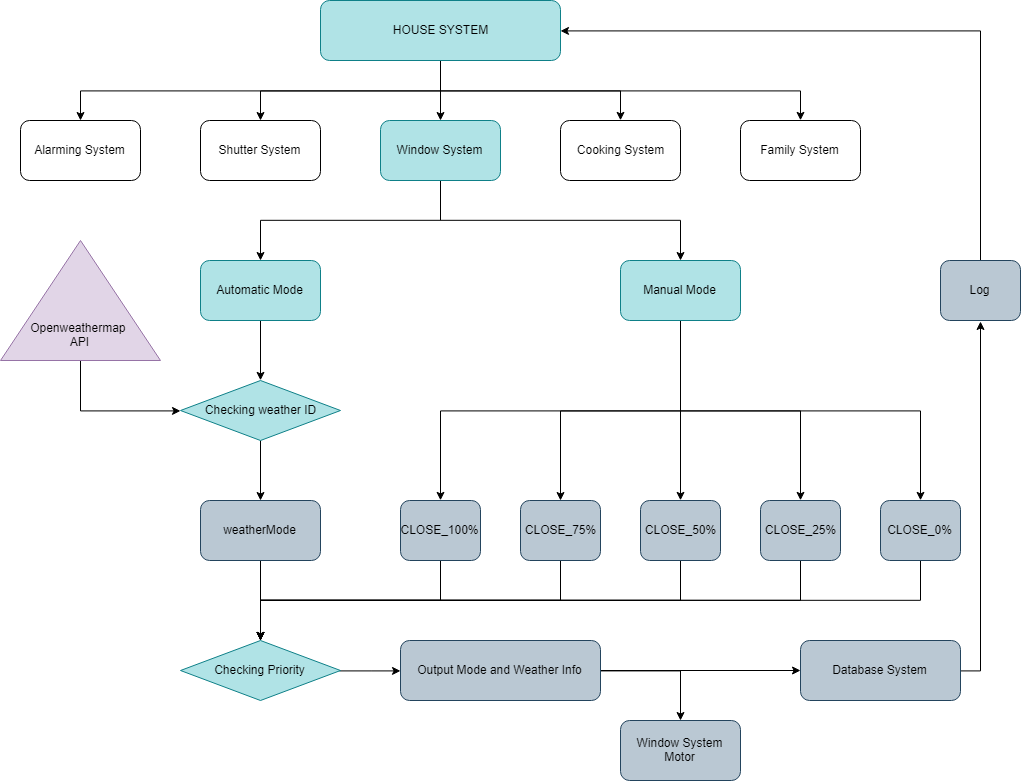 HOUSE SYSTEM
Alarming System
Shutter System
Window System
Cooking System
Family System
Automatic Mode
Manual Mode
Log
Openweathermap
API
Checking weather ID
weatherMode
CLOSE_100%
CLOSE_75%
CLOSE_50%
CLOSE_25%
CLOSE_0%
Checking Priority
Output Mode and Weather Info
Database System
Window System
Motor